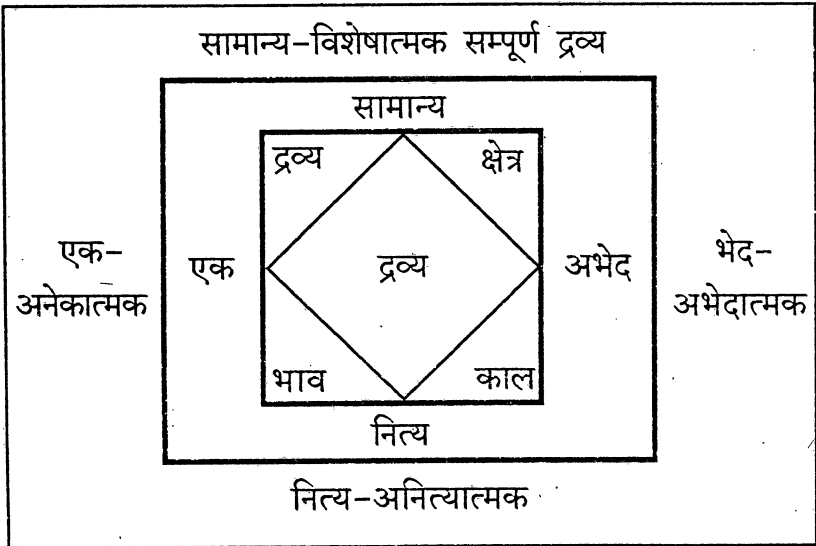 सामान्य-विशेषात्मक सम्पूर्ण द्रव्य
सामान्य
द्रव्य
क्षेत्र
एक-
अनेकात्मक
एक
द्रव्य
अभेद
भेद-
अभेदात्मक
भाव
काल
नित्य
नित्य-अनित्यात्मक